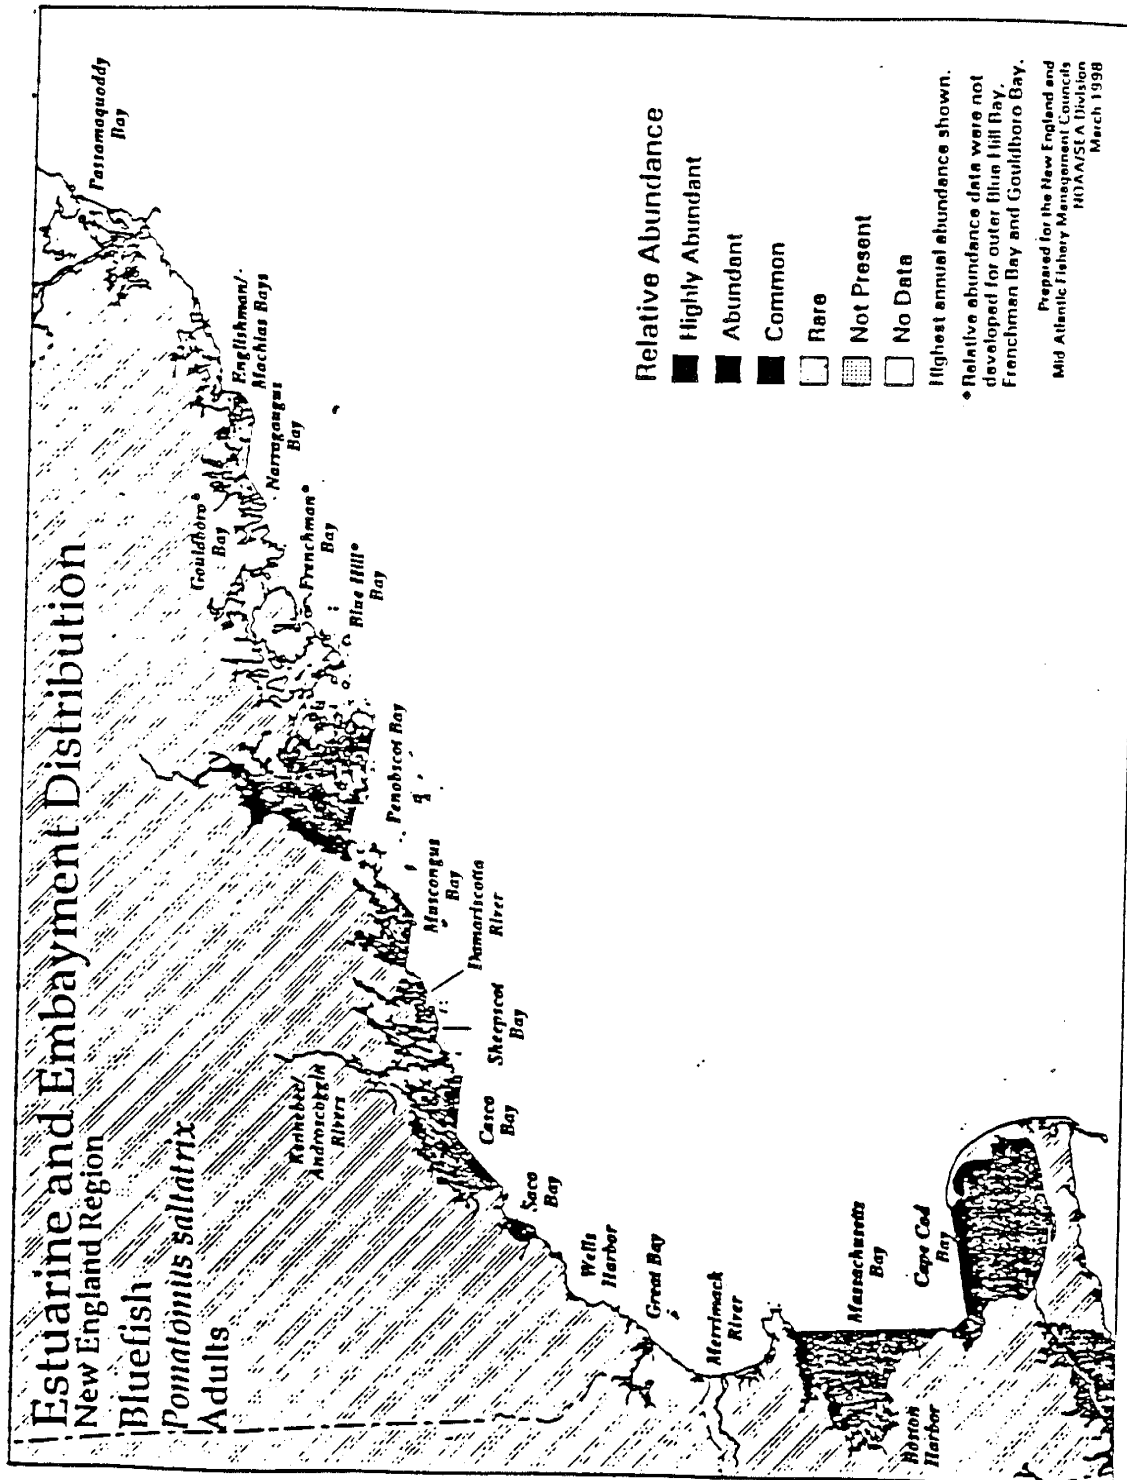 Estuarine and Embayment Distribution
New England Region
Bluefish
Pomatomus saltatrix
Adults
Passamaquoddy
Bay
Englishman/
Machias Bays
Narraguagus
Bay
Gouldboro*
Bay
Frenchman*
Bay
Blue Hill*
Bay
Penobscot Bay
Muscongus
Bay
Damariscotta
River
Sheepscot
Bay
Kennebec/
Androscoggin
Rivers
Casco
Bay
Saco
Bay
Wells
Harbor
Great Bay
Merrimack
River
Massachusetts
Bay
Cape Cod
Bay
Boston
Harbor
Relative Abundance
Highly Abundant
Abundant
Common
Rare
Not Present
No Data
Highest annual abundance shown.
* Relative abundance data were not
developed for outer Blue Hill Bay,
Frenchman Bay and Gouldboro Bay.
Prepared for the New England and
Mid Atlantic Fishery Management Councils
NOAA/SEA Division
March 1998